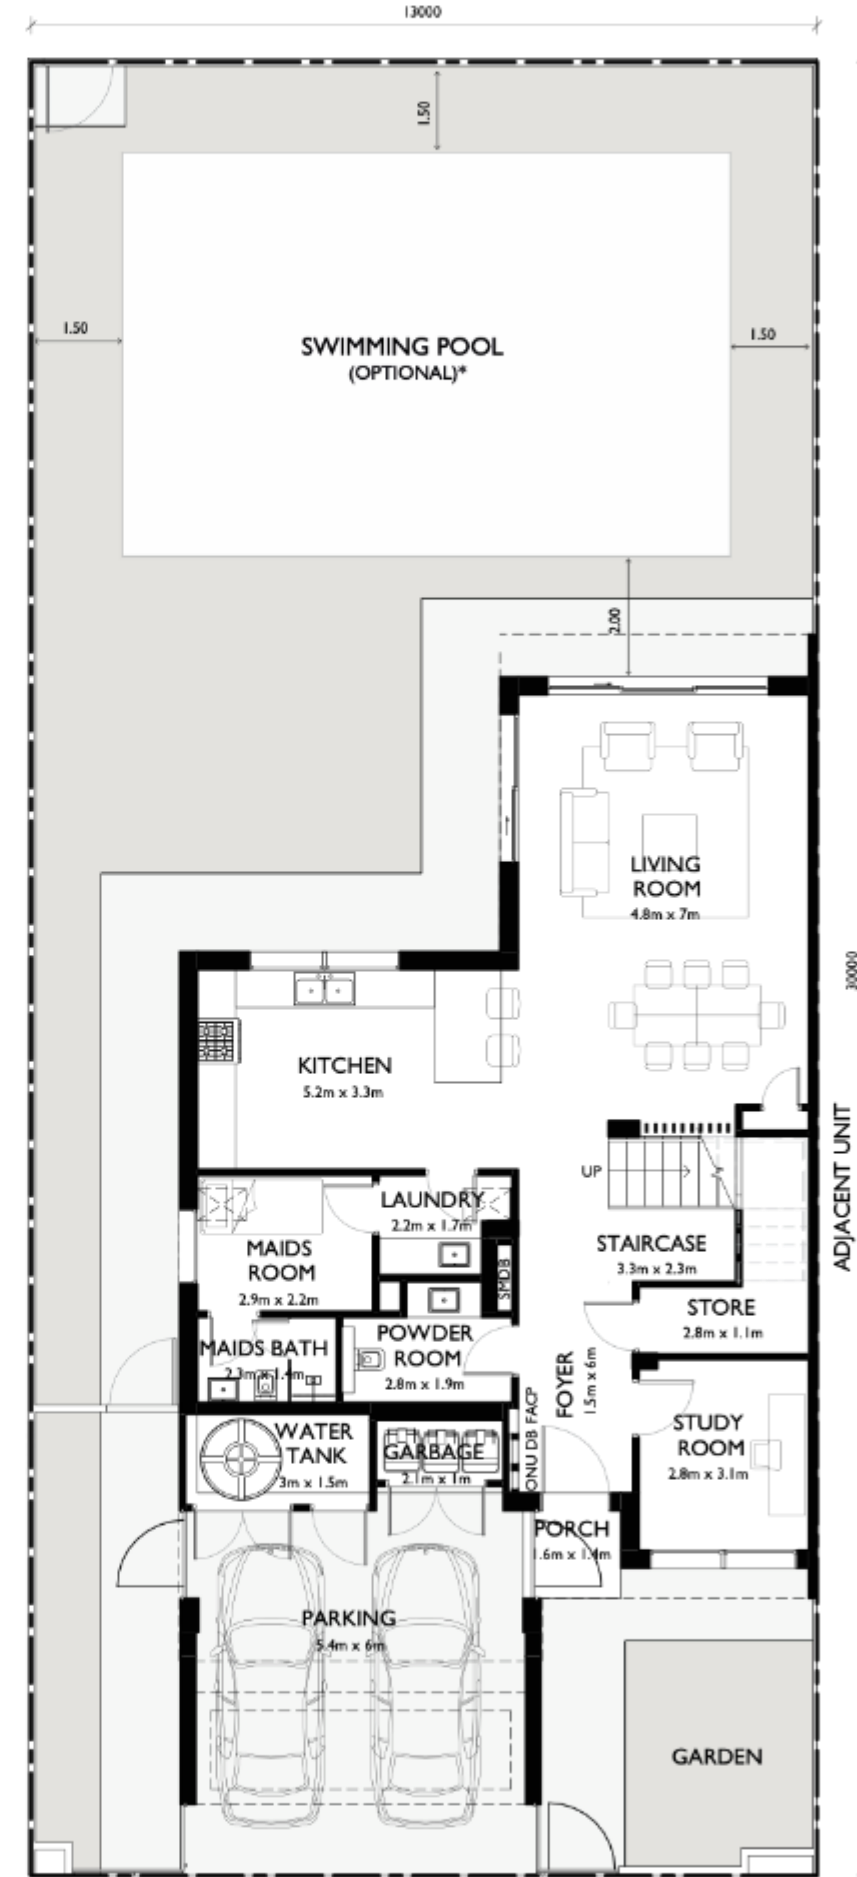 13000
1.50
1.50
SWIMMING POOL
(OPTIONAL)*
1.50
2.00
LIVING
ROOM
4.8m x 7m
30000
KITCHEN
5.2m x 3.3m
ADJACENT UNIT
UP
LAUNDRY
2.2m x 1.7m
MAIDS
ROOM
2.9m x 2.2m
SMDB
STAIRCASE
3.3m x 2.3m
STORE
2.8m x 1.1m
MAIDS BATH
2.3m x 1.4m
POWDER
ROOM
2.8m x 1.9m
FOYER
1.5m x 6m
ONU DB FACP
STUDY
ROOM
2.8m x 3.1m
WATER
TANK
3m x 1.5m
GARBAGE
2.1m x 1m
PORCH
1.6m x 1.4m
PARKING
5.4m x 6m
GARDEN